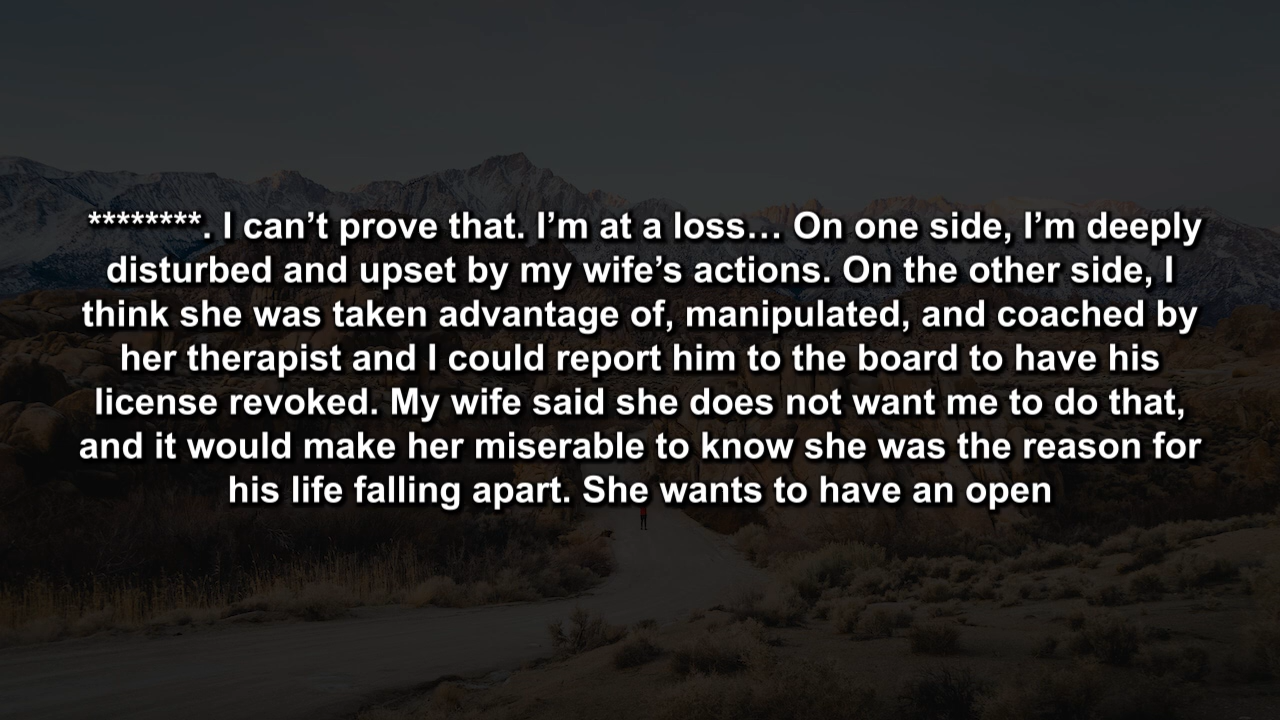 ********. I can’t prove that. I’m at a loss… On one side, I’m deeply
disturbed and upset by my wife’s actions. On the other side, I
think she was taken advantage of, manipulated, and coached by
her therapist and I could report him to the board to have his
license revoked. My wife said she does not want me to do that,
and it would make her miserable to know she was the reason for
his life falling apart. She wants to have an open